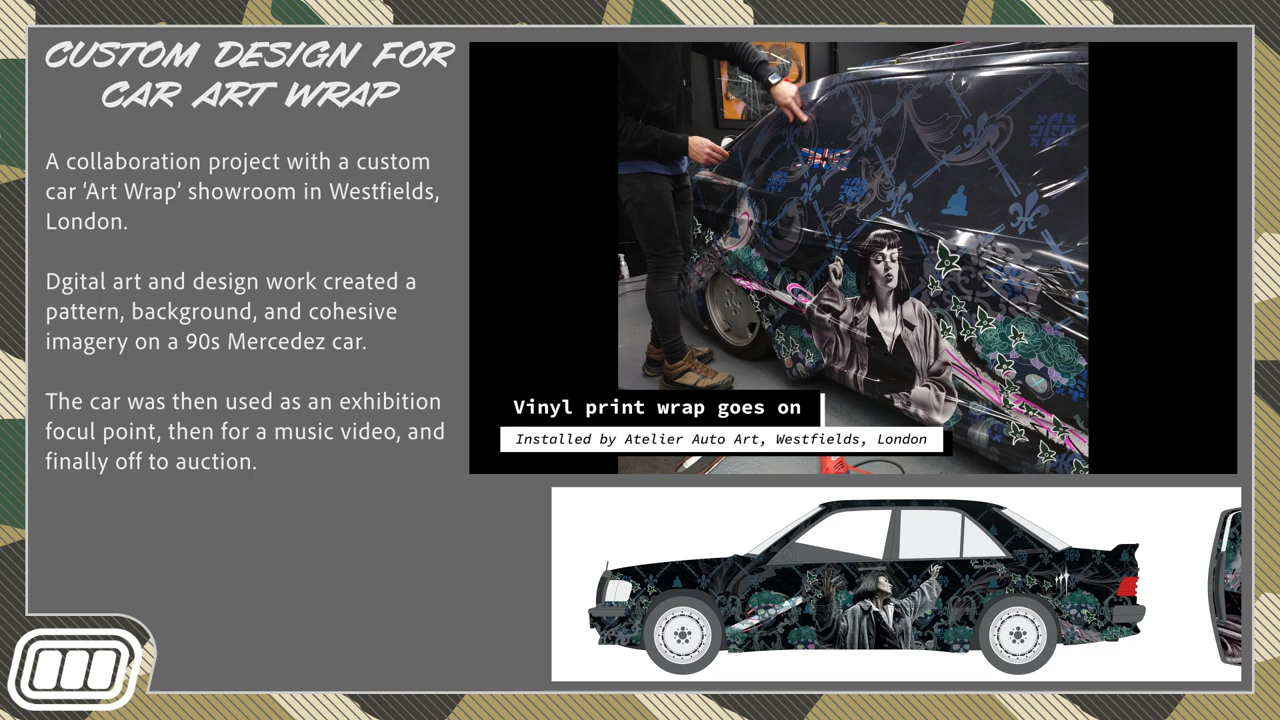 CUSTOM DESIGN FOR
CAR ART WRAP
A collaboration project with a custom
car ‘Art Wrap’ showroom in Westfields,
London.
Dgital art and design work created a
pattern, background, and cohesive
imagery on a 90s Mercedez car.
The car was then used as an exhibition
focul point, then for a music video, and
finally off to auction.
Vinyl print wrap goes on
Installed by Atelier Auto Art, Westfields, London